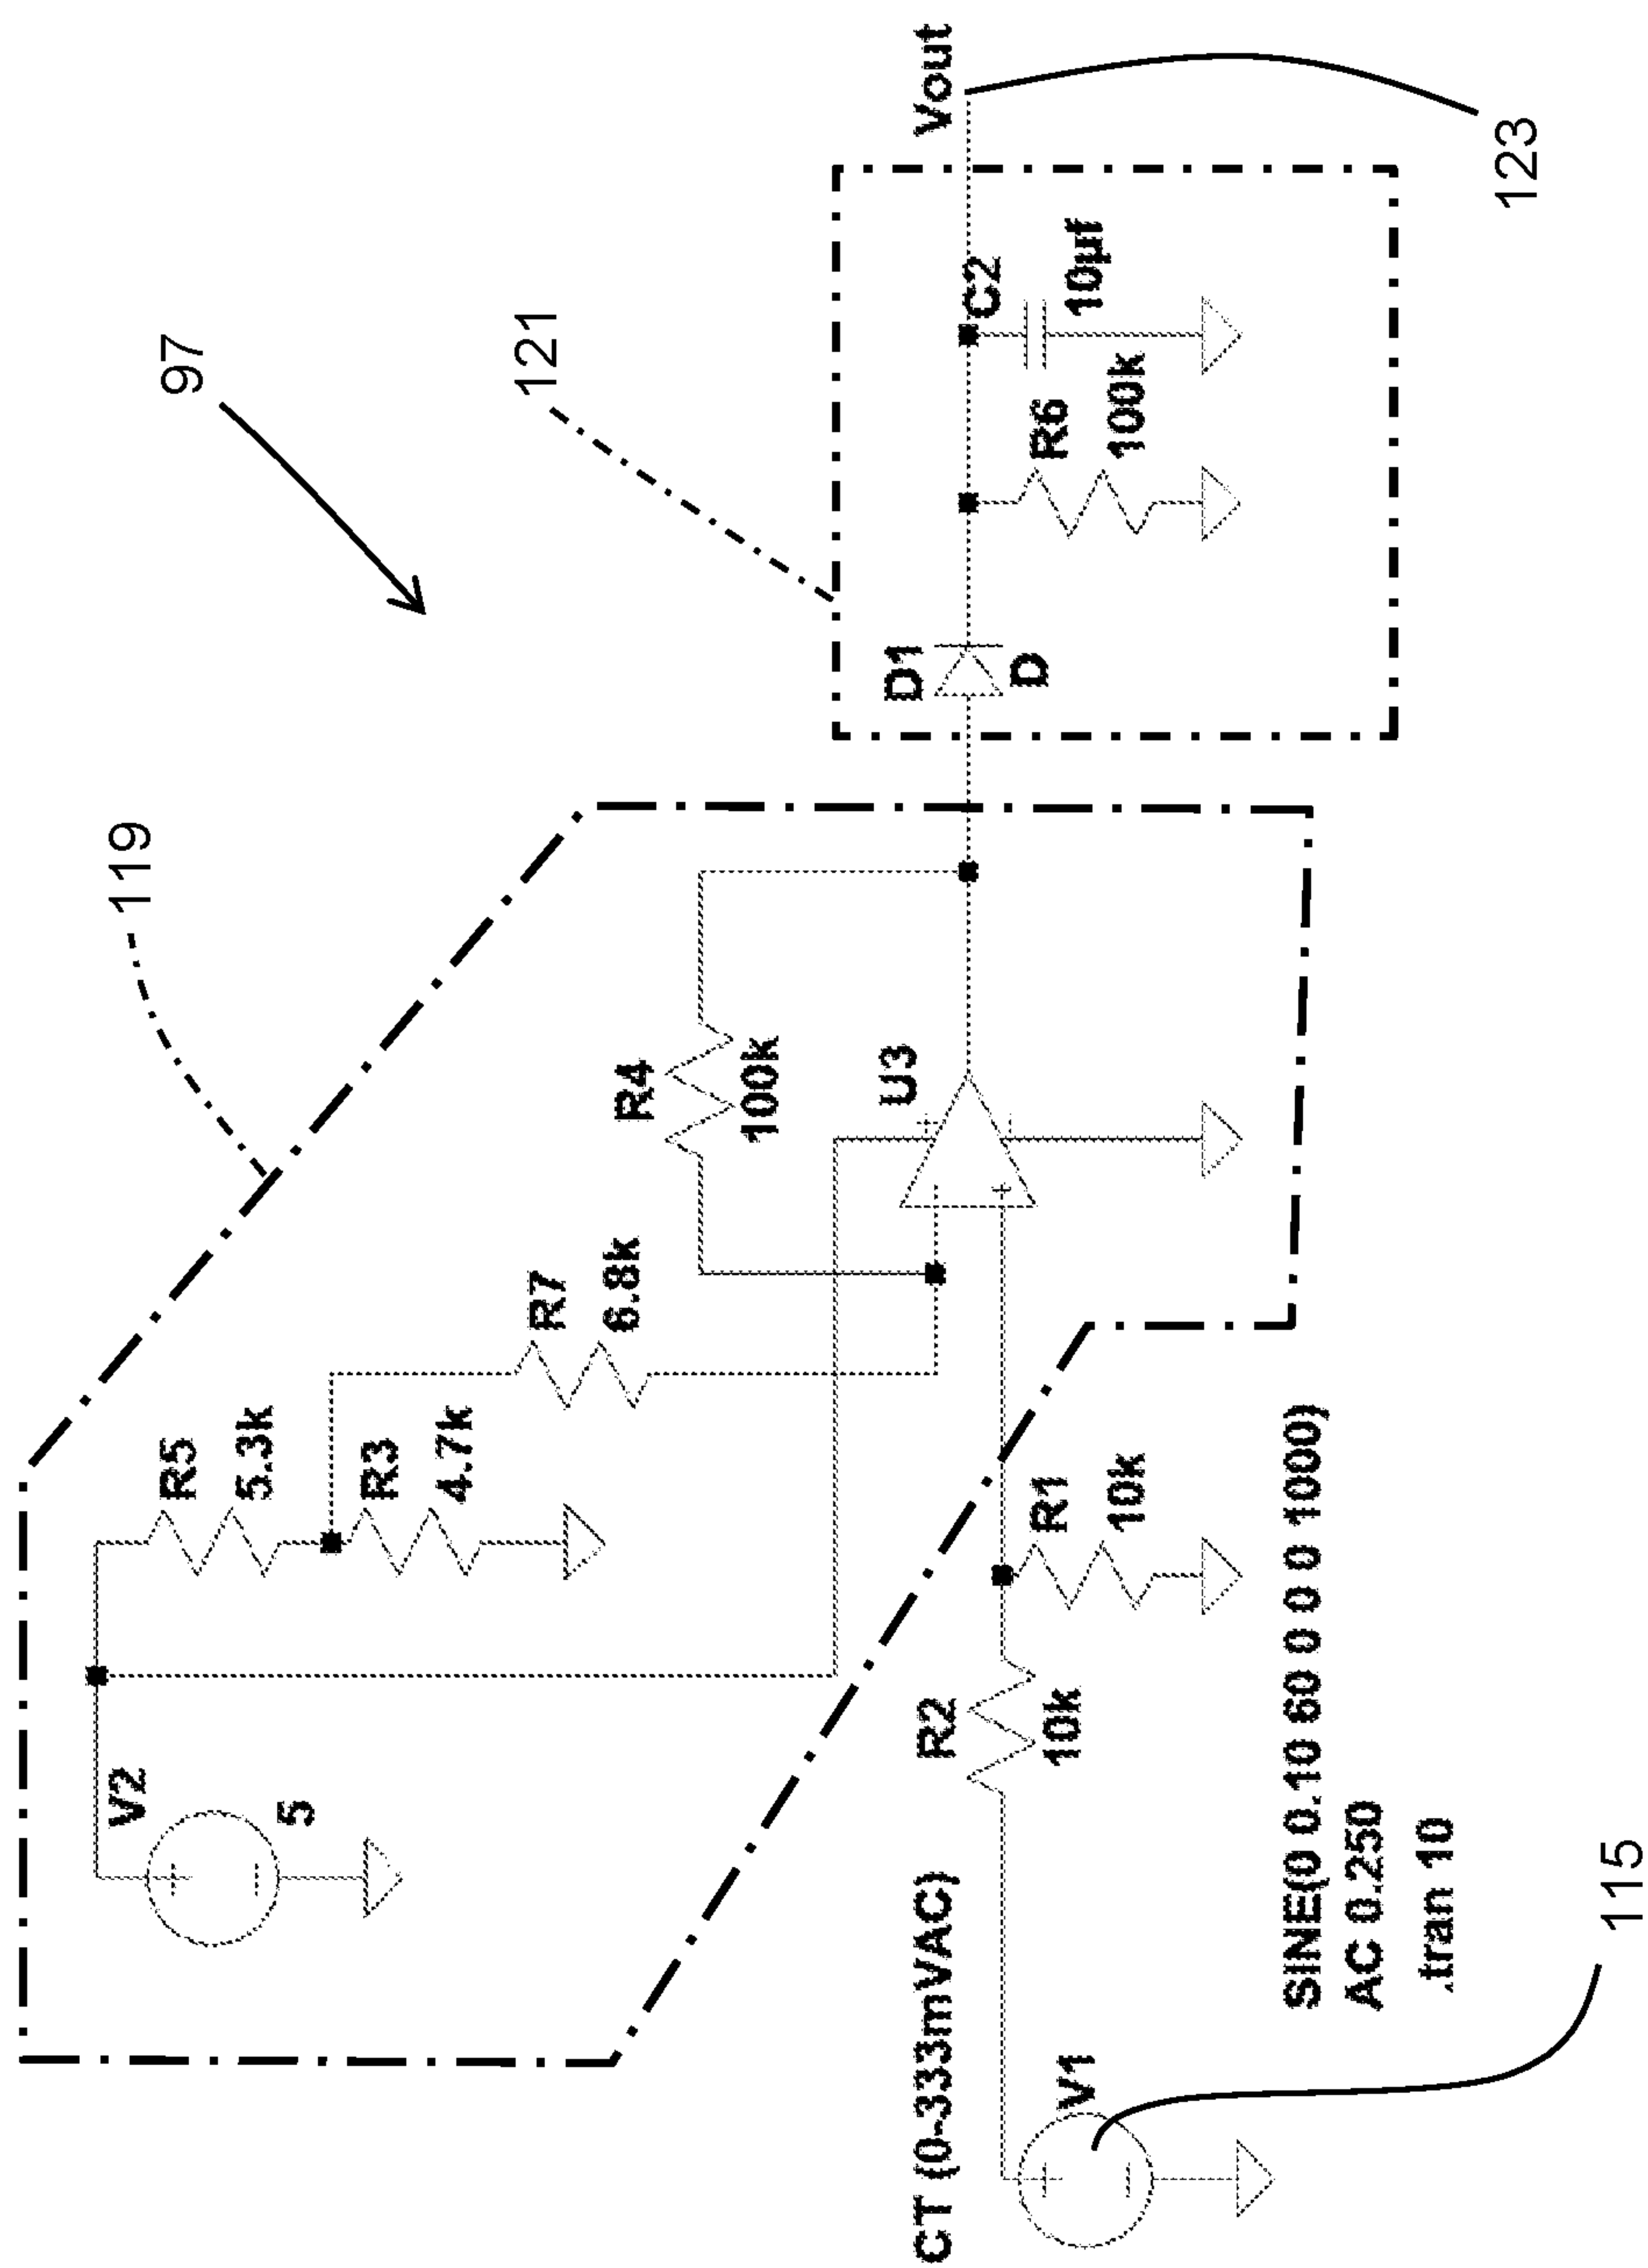 97
119
121
V2
5
R5
5.3k
R3
4.7k
R7
6.8k
R4
100k
U3
D1
D
R6
100k
C2
10µf
Vout
123
CT (0-333mVAC)
V1
R2
10k
R1
10k
SINE(0 0.10 60 0 0 0 1000)
AC 0.250
.tran 10
115